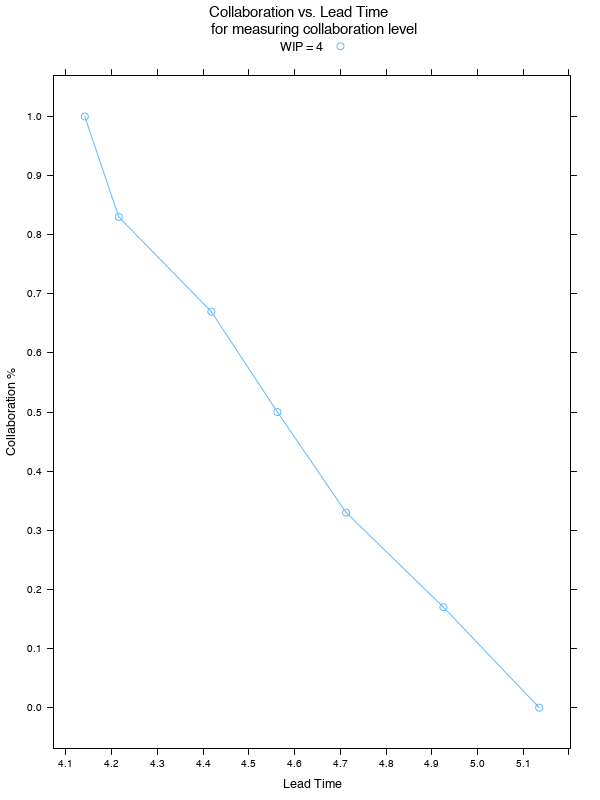 Collaboration vs. Lead Time
for measuring collaboration level
WIP = 4
1.0
0.9
0.8
0.7
0.6
0.5
0.4
0.3
0.2
0.1
0.0
Collaboration %
4.1 4.2 4.3 4.4 4.5 4.6 4.7 4.8 4.9 5.0 5.1
Lead Time